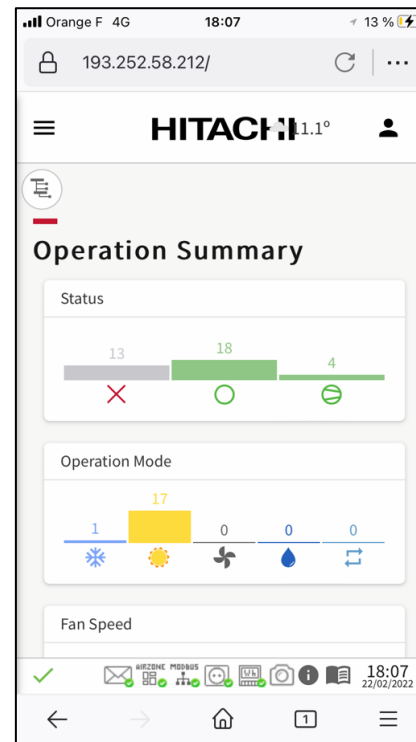 Orange F 4G 18:07 13 %
193.252.58.212/
HITACHI 11.1°
Operation Summary
Status
13 18 4
Operation Mode
1 17 0 0 0
Fan Speed
AIRZONE MODBUS
18:07
22/02/2022
1